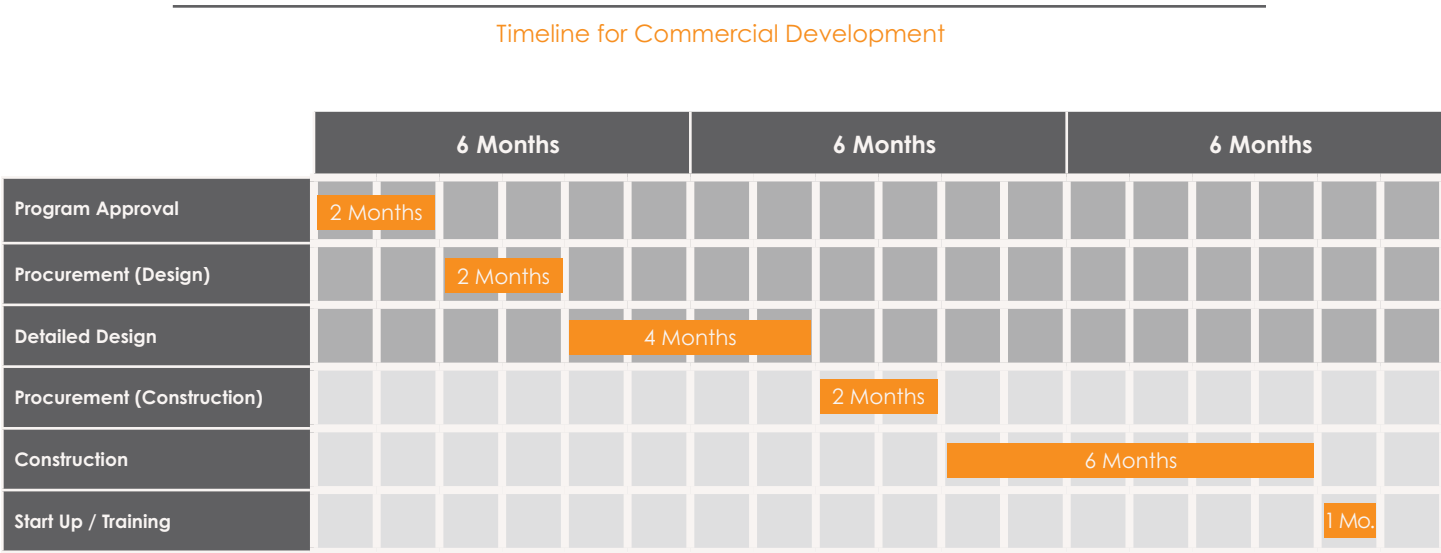 Timeline for Commercial Development
6 Months 6 Months 6 Months
Program Approval 2 Months
Procurement (Design) 2 Months
Detailed Design 4 Months
Procurement (Construction) 2 Months
Construction 6 Months
Start Up / Training 1 Mo.